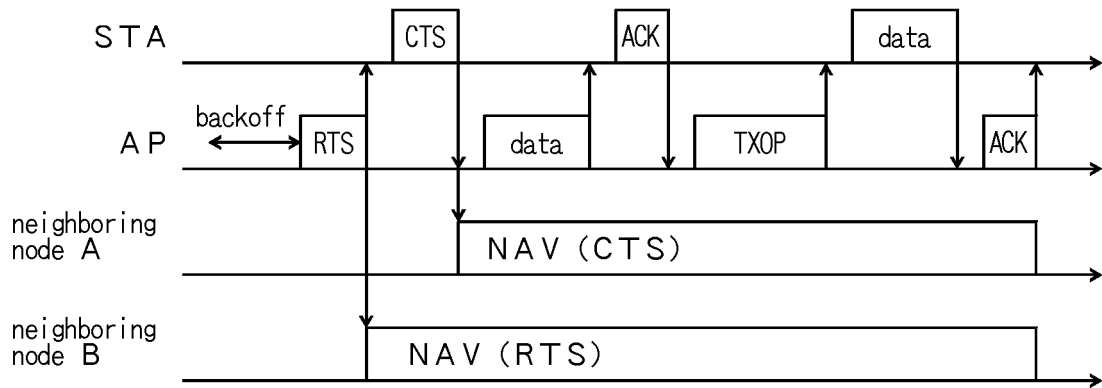 STA
CTS
ACK
data
backoff
AP
RTS
data
TXOP
ACK
neighboring
node A
NAV (CTS)
neighboring
node B
NAV (RTS)